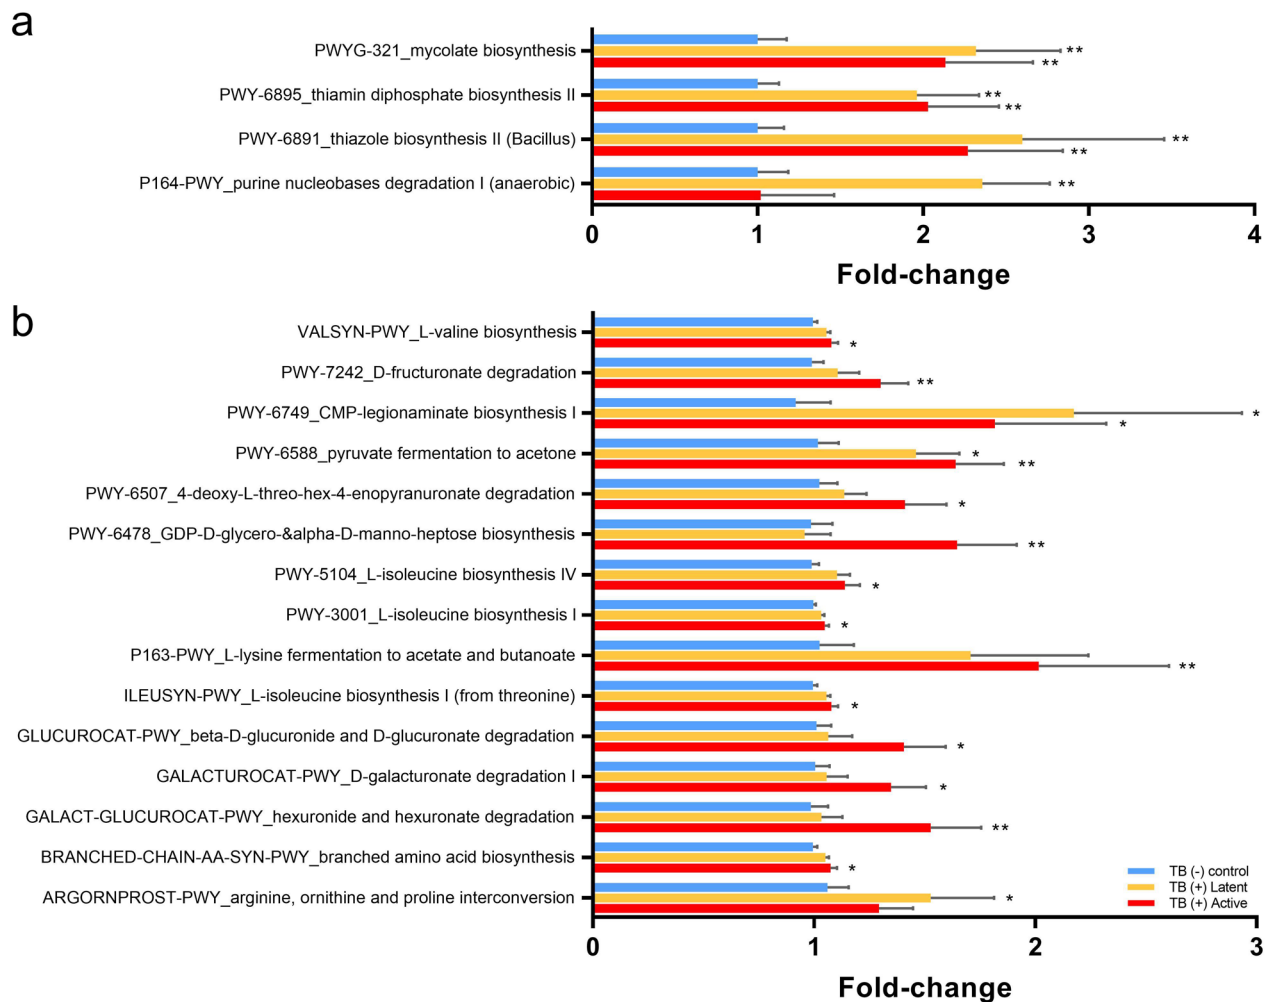 a
PWYG-321_mycolate biosynthesis
**
**
PWY-6895_thiamin diphosphate biosynthesis II
**
**
PWY-6891_thiazole biosynthesis II (Bacillus)
**
**
P164-PWY_purine nucleobases degradation I (anaerobic)
**
0 1 2 3 4
Fold-change
b
VALSYN-PWY_L-valine biosynthesis
*
PWY-7242_D-fructuronate degradation
**
PWY-6749_CMP-legionaminate biosynthesis I
*
*
PWY-6588_pyruvate fermentation to acetone
*
**
PWY-6507_4-deoxy-L-threo-hex-4-enopyranuronate degradation
*
PWY-6478_GDP-D-glycero-&alpha-D-manno-heptose biosynthesis
**
PWY-5104_L-isoleucine biosynthesis IV
*
PWY-3001_L-isoleucine biosynthesis I
*
P163-PWY_L-lysine fermentation to acetate and butanoate
**
ILEUSYN-PWY_L-isoleucine biosynthesis I (from threonine)
*
GLUCUROCAT-PWY_beta-D-glucuronide and D-glucuronate degradation
*
GALACTUROCAT-PWY_D-galacturonate degradation I
*
GALACT-GLUCUROCAT-PWY_hexuronide and hexuronate degradation
**
BRANCHED-CHAIN-AA-SYN-PWY_branched amino acid biosynthesis
*
ARGORNPROST-PWY_arginine, ornithine and proline interconversion
*
TB (-) control
TB (+) Latent
TB (+) Active
0 1 2 3
Fold-change